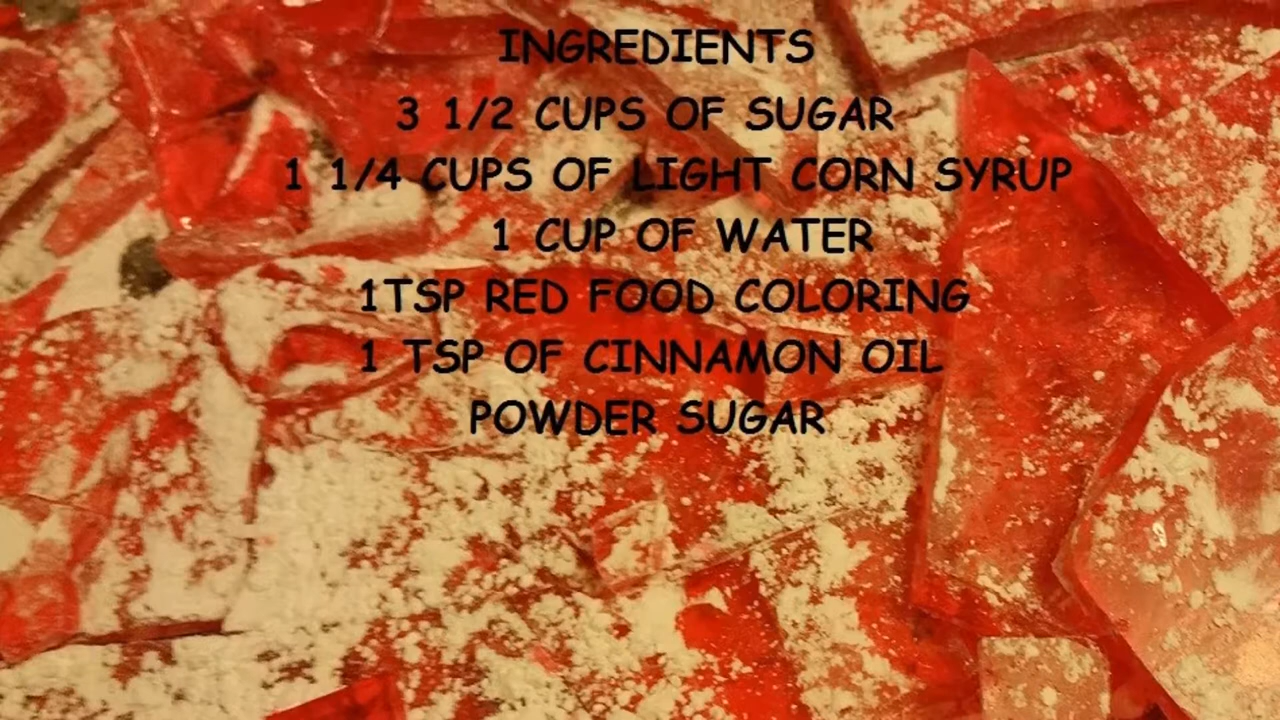 INGREDIENTS
3 1/2 CUPS OF SUGAR
1 1/4 CUPS OF LIGHT CORN SYRUP
1 CUP OF WATER
1TSP RED FOOD COLORING
1 TSP OF CINNAMON OIL
POWDER SUGAR